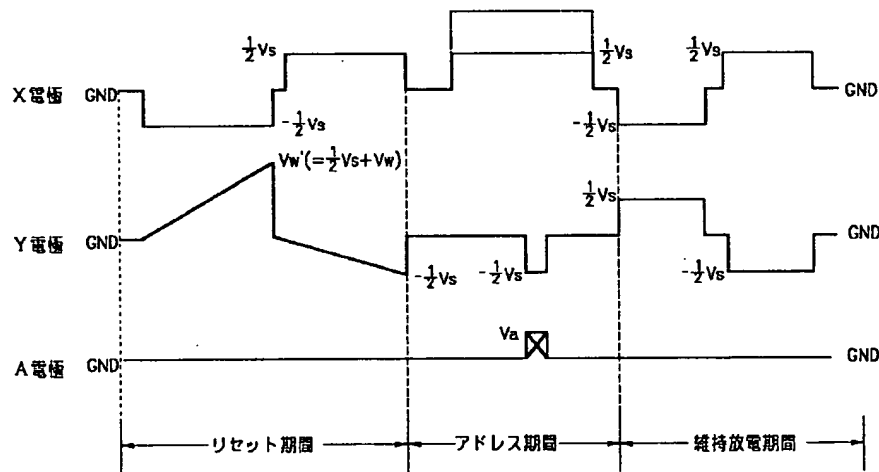 ½Vs
½Vs
½Vs
X電極 GND
GND
-½Vs
-½Vs
Vw'(=½Vs+Vw)
½Vs
Y電極 GND
GND
-½Vs
-½Vs
-½Vs
Va
A電極 GND
GND
リセット期間
アドレス期間
維持放電期間